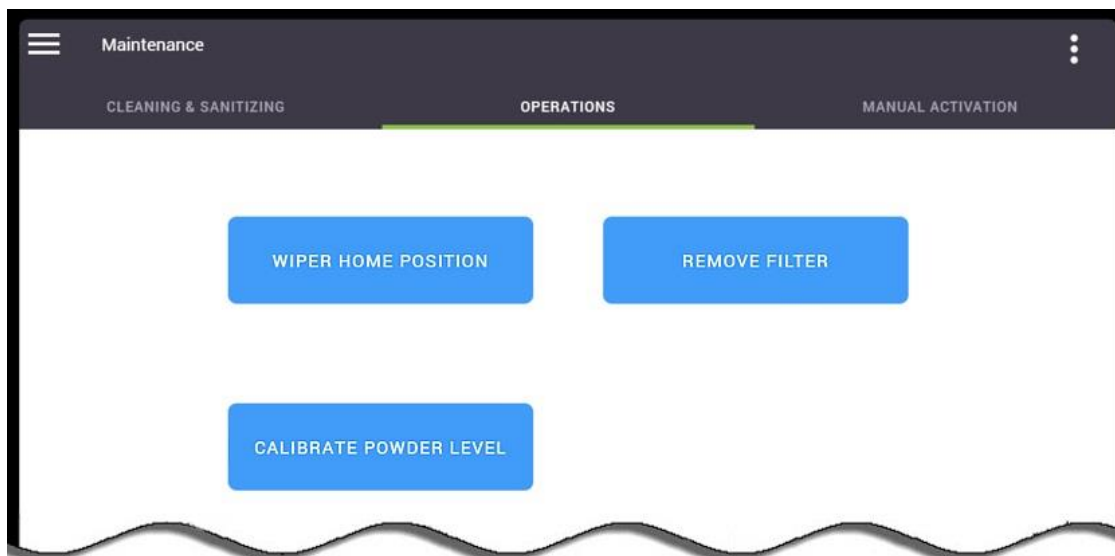 Maintenance
CLEANING & SANITIZING
OPERATIONS
MANUAL ACTIVATION
WIPER HOME POSITION
REMOVE FILTER
CALIBRATE POWDER LEVEL